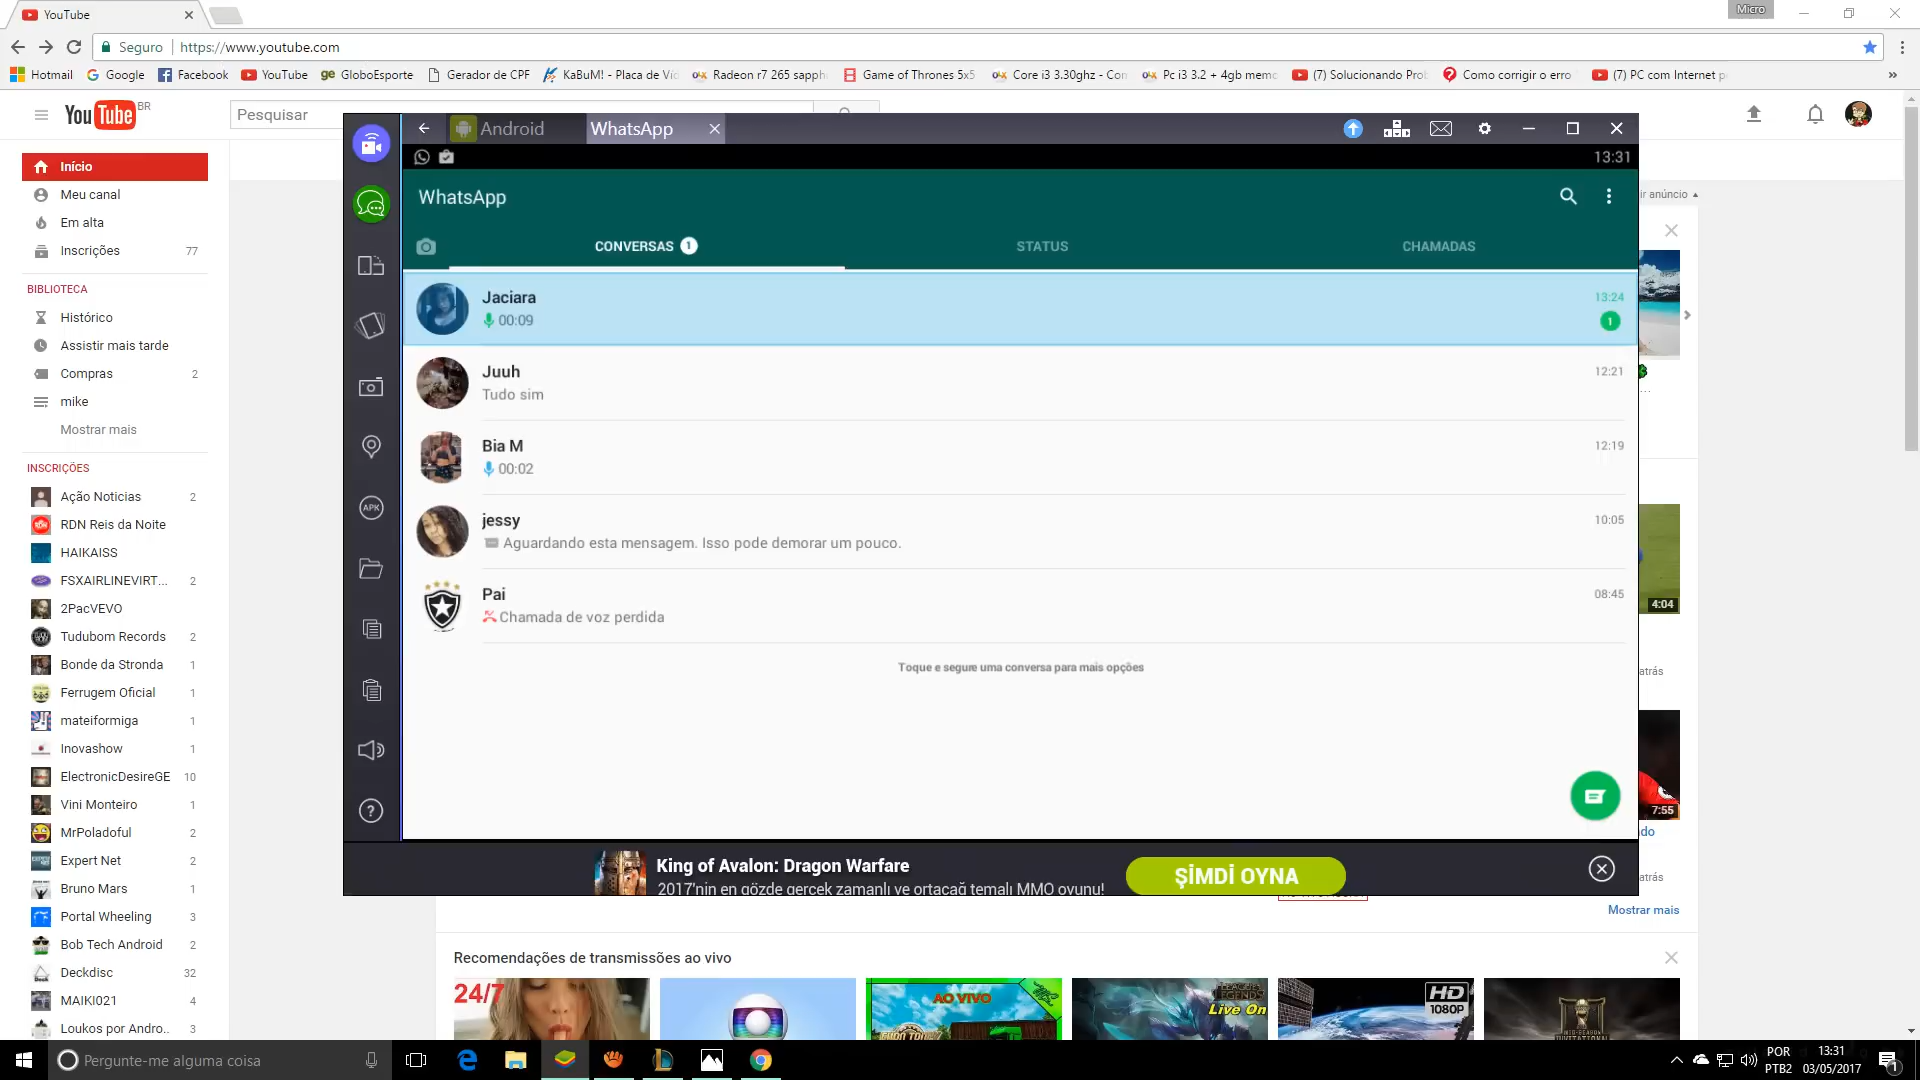 YouTube
Micro
Seguro
https://www.youtube.com
Hotmail
Google
Facebook
YouTube
GloboEsporte
Gerador de CPF
KaBuM! - Placa de Víd
Radeon r7 265 sapph
Game of Thrones 5x5
Core i3 3.30ghz - Con
Pc i3 3.2 + 4gb memo
(7) Solucionando Pro
Como corrigir o erro
(7) PC com Internet p
YouTube BR
Pesquisar
Início
Meu canal
Em alta
Inscrições 77
BIBLIOTECA
Histórico
Assistir mais tarde
Compras 2
mike
Mostrar mais
INSCRIÇÕES
Ação Noticias 2
RDN Reis da Noite
HAIKAISS
FSXAIRLINEVIRT... 2
2PacVEVO
Tudubom Records 2
Bonde da Stronda 1
Ferrugem Oficial 1
mateiformiga 1
Inovashow 1
ElectronicDesireGE 10
Vini Monteiro 1
MrPoladoful 2
Expert Net 2
Bruno Mars 1
Portal Wheeling 3
Bob Tech Android 2
Deckdisc 32
MAIKI021 4
Loukos por Andro.. 3
Android
WhatsApp
13:31
WhatsApp
CONVERSAS 1
STATUS
CHAMADAS
Jaciara 13:24
00:09 1
Juuh 12:21
Tudo sim
Bia M 12:19
00:02
jessy 10:05
Aguardando esta mensagem. Isso pode demorar um pouco.
Pai 08:45
Chamada de voz perdida
Toque e segure uma conversa para mais opções
APK
King of Avalon: Dragon Warfare
2017'nin en gözde gerçek zamanlı ve ortaçağ temalı MMO oyunu!
ŞİMDİ OYNA
ir anúncio
4:04
atrás
7:55
do
atrás
Mostrar mais
Recomendações de transmissões ao vivo
24/7
AO VIVO
LEAGUE LEGENDS
Live On
HD
1080P
Pergunte-me alguma coisa
POR
PTB2
13:31
03/05/2017
1